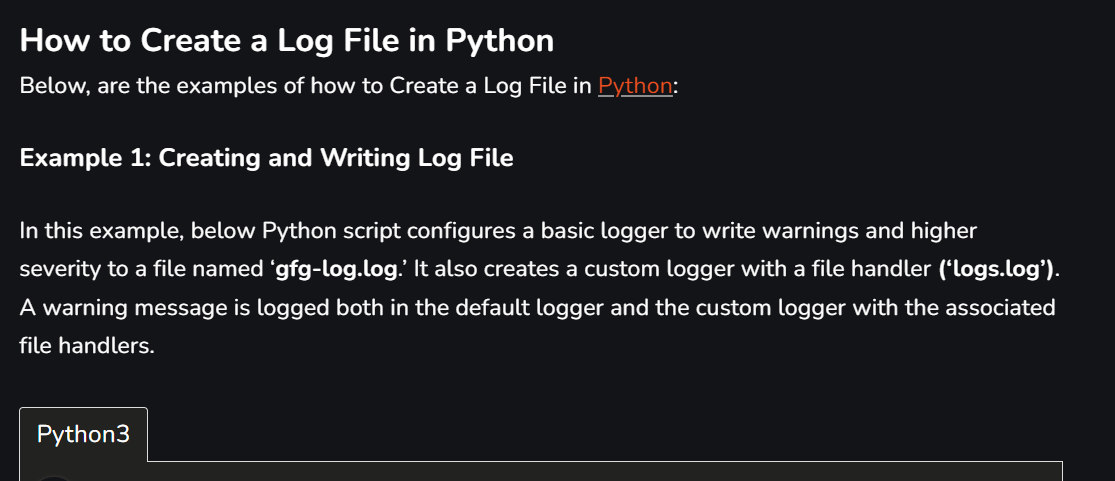 How to Create a Log File in Python
Below, are the examples of how to Create a Log File in Python:
Example 1: Creating and Writing Log File
In this example, below Python script configures a basic logger to write warnings and higher
severity to a file named ‘gfg-log.log.’ It also creates a custom logger with a file handler (‘logs.log’).
A warning message is logged both in the default logger and the custom logger with the associated
file handlers.
Python3